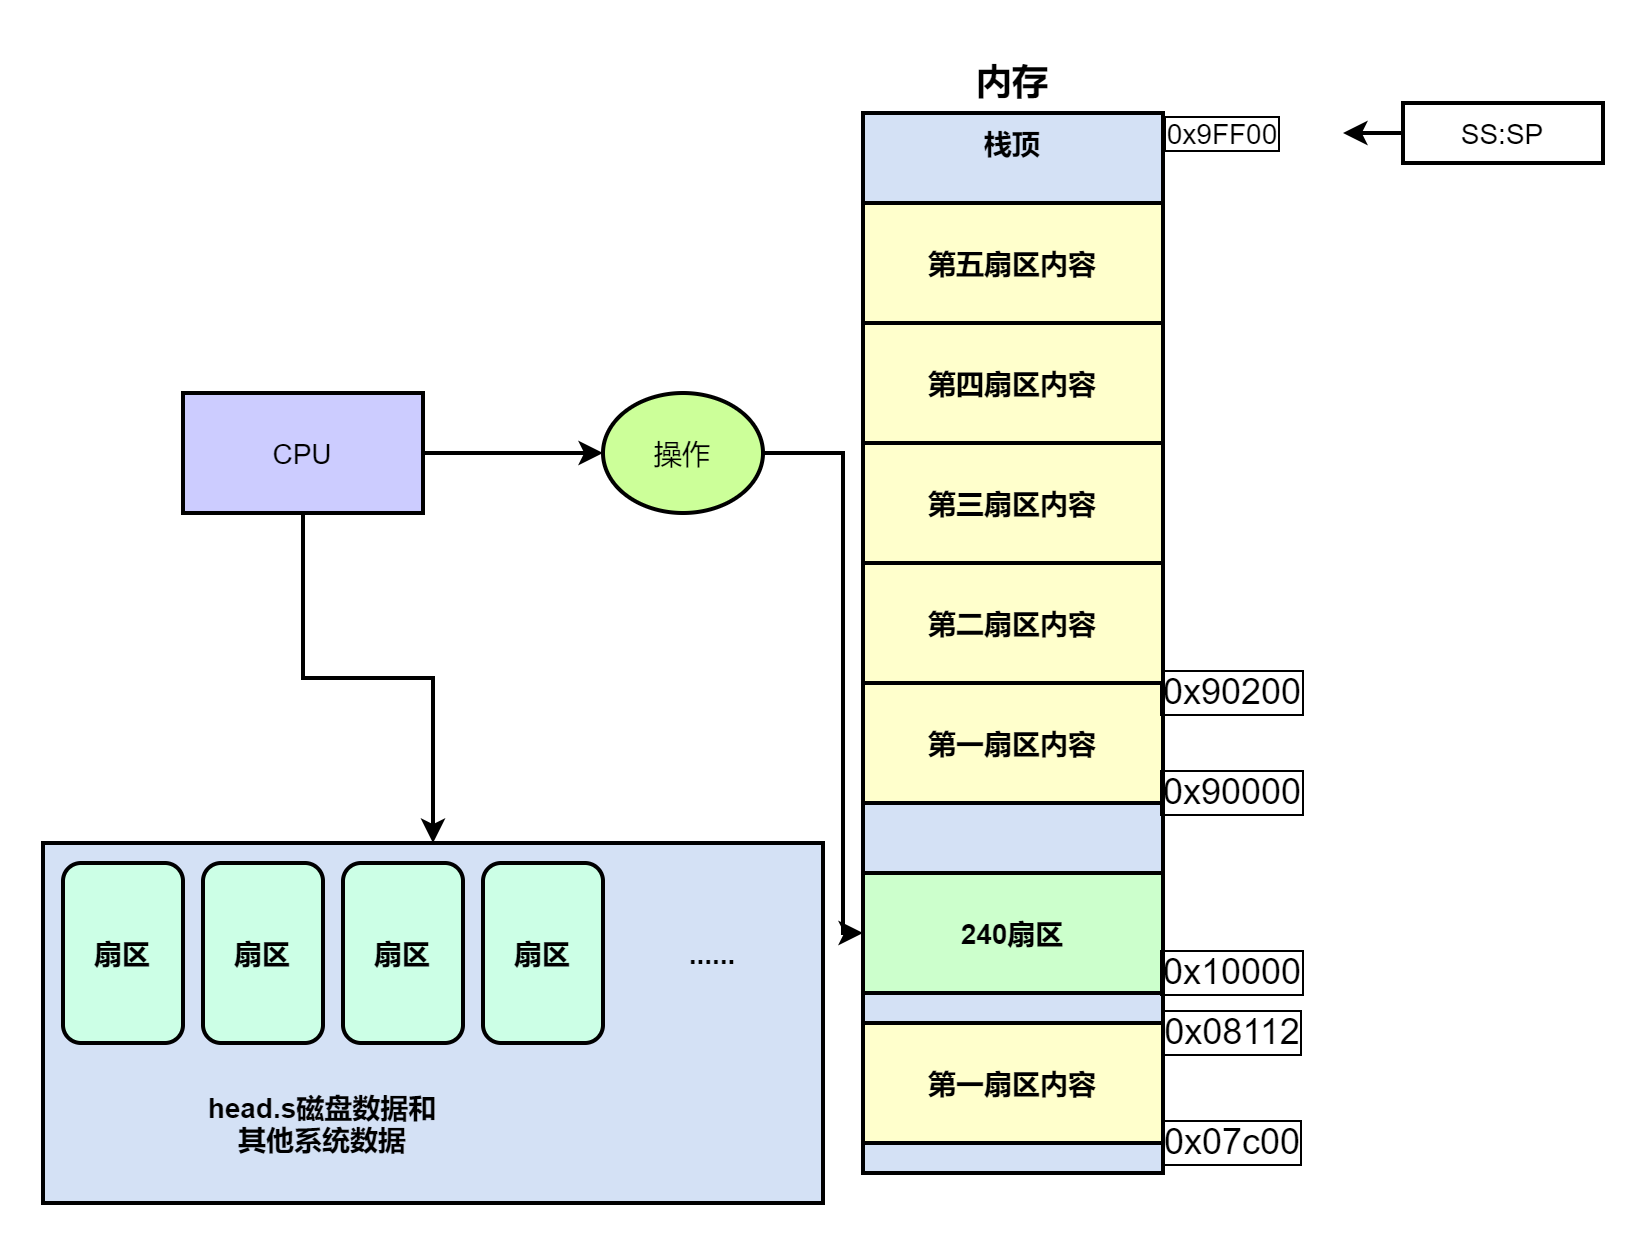 内存
栈顶
0x9FF00
SS:SP
第五扇区内容
第四扇区内容
CPU
操作
第三扇区内容
第二扇区内容
0x90200
第一扇区内容
0x90000
240扇区
0x10000
0x08112
第一扇区内容
0x07c00
扇区
扇区
扇区
扇区
......
head.s磁盘数据和
其他系统数据